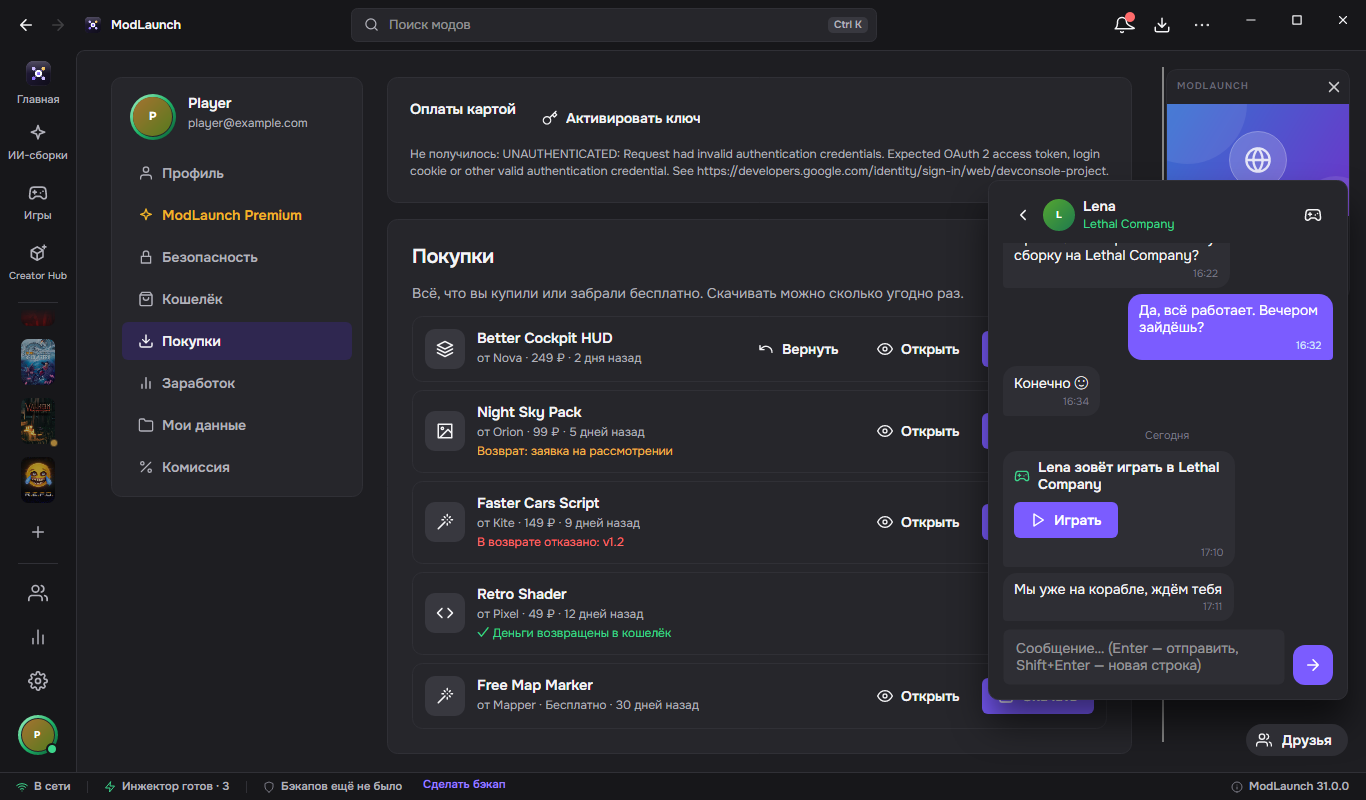 ModLaunch
Поиск модов
Ctrl K
Главная
ИИ-сборки
Игры
Creator Hub
P
Player
player@example.com
Профиль
ModLaunch Premium
Безопасность
Кошелёк
Покупки
Заработок
Мои данные
Комиссия
Оплаты картой
Активировать ключ
Не получилось: UNAUTHENTICATED: Request had invalid authentication credentials. Expected OAuth 2 access token, login
cookie or other valid authentication credential. See https://developers.google.com/identity/sign-in/web/devconsole-project.
Покупки
Всё, что вы купили или забрали бесплатно. Скачивать можно сколько угодно раз.
Better Cockpit HUD
от Nova · 249 ₽ · 2 дня назад
Вернуть
Открыть
Night Sky Pack
от Orion · 99 ₽ · 5 дней назад
Возврат: заявка на рассмотрении
Открыть
Faster Cars Script
от Kite · 149 ₽ · 9 дней назад
В возврате отказано: v1.2
Открыть
Retro Shader
от Pixel · 49 ₽ · 12 дней назад
Деньги возвращены в кошелёк
Free Map Marker
от Mapper · Бесплатно · 30 дней назад
Открыть
MODLAUNCH
L
Lena
Lethal Company
сборку на Lethal Company?
16:22
Да, всё работает. Вечером
зайдёшь?
16:32
Конечно 🙂
16:34
Сегодня
Lena зовёт играть в Lethal
Company
Играть
17:10
Мы уже на корабле, ждём тебя
17:11
Сообщение... (Enter — отправить,
Shift+Enter — новая строка)
Друзья
P
В сети
Инжектор готов · 3
Бэкапов ещё не было
Сделать бэкап
ModLaunch 31.0.0